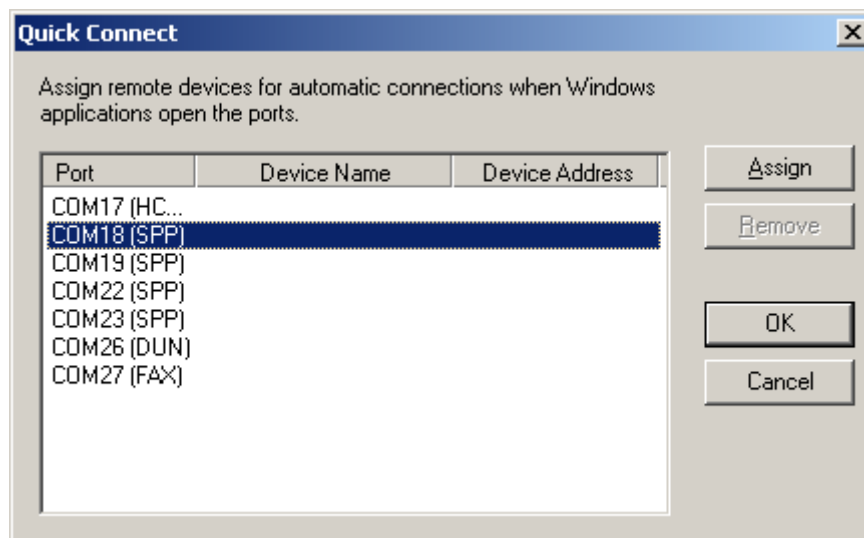 Quick Connect
Assign remote devices for automatic connections when Windows
applications open the ports.
Port Device Name Device Address
COM17 (HC...
COM18 (SPP)
COM19 (SPP)
COM22 (SPP)
COM23 (SPP)
COM26 (DUN)
COM27 (FAX)
Assign
Remove
OK
Cancel